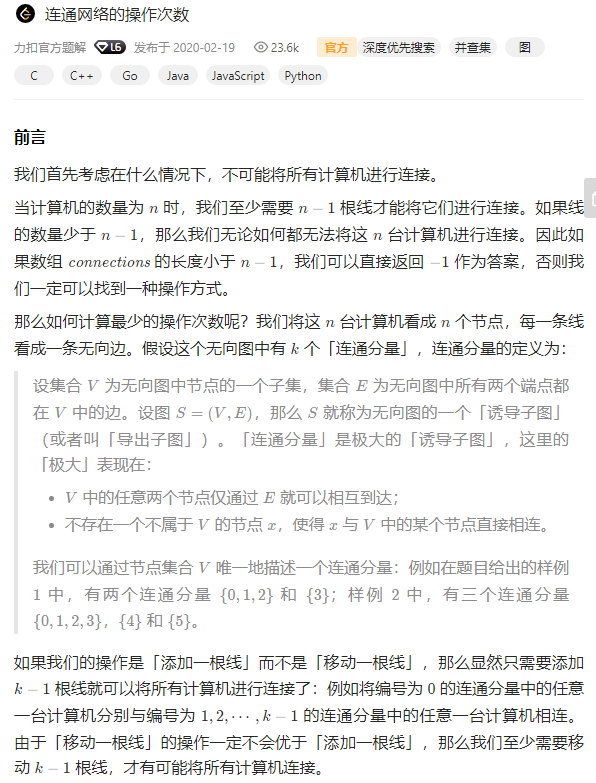 连通网络的操作次数
力扣官方题解 L6 发布于 2020-02-19 23.6k 官方 深度优先搜索 并查集 图
C C++ Go Java JavaScript Python
前言
我们首先考虑在什么情况下，不可能将所有计算机进行连接。
当计算机的数量为 n 时，我们至少需要 n − 1 根线才能将它们进行连接。如果线
的数量少于 n − 1，那么我们无论如何都无法将这 n 台计算机进行连接。因此如
果数组 connections 的长度小于 n − 1，我们可以直接返回 −1 作为答案，否则我
们一定可以找到一种操作方式。
那么如何计算最少的操作次数呢？我们将这 n 台计算机看成 n 个节点，每一条线
看成一条无向边。假设这个无向图中有 k 个「连通分量」，连通分量的定义为：
设集合 V 为无向图中节点的一个子集，集合 E 为无向图中所有两个端点都
在 V 中的边。设图 S = (V, E)，那么 S 就称为无向图的一个「诱导子图」
（或者叫「导出子图」）。「连通分量」是极大的「诱导子图」，这里的
「极大」表现在：
• V 中的任意两个节点仅通过 E 就可以相互到达；
• 不存在一个不属于 V 的节点 x，使得 x 与 V 中的某个节点直接相连。
我们可以通过节点集合 V 唯一地描述一个连通分量：例如在题目给出的样例
1 中，有两个连通分量 {0, 1, 2} 和 {3}；样例 2 中，有三个连通分量
{0, 1, 2, 3}，{4} 和 {5}。
如果我们的操作是「添加一根线」而不是「移动一根线」，那么显然只需要添加
k − 1 根线就可以将所有计算机进行连接了：例如将编号为 0 的连通分量中的任意
一台计算机分别与编号为 1, 2, ⋯ , k − 1 的连通分量中的任意一台计算机相连。
由于「移动一根线」的操作一定不会优于「添加一根线」，那么我们至少需要移
动 k − 1 根线，才有可能将所有计算机连接。